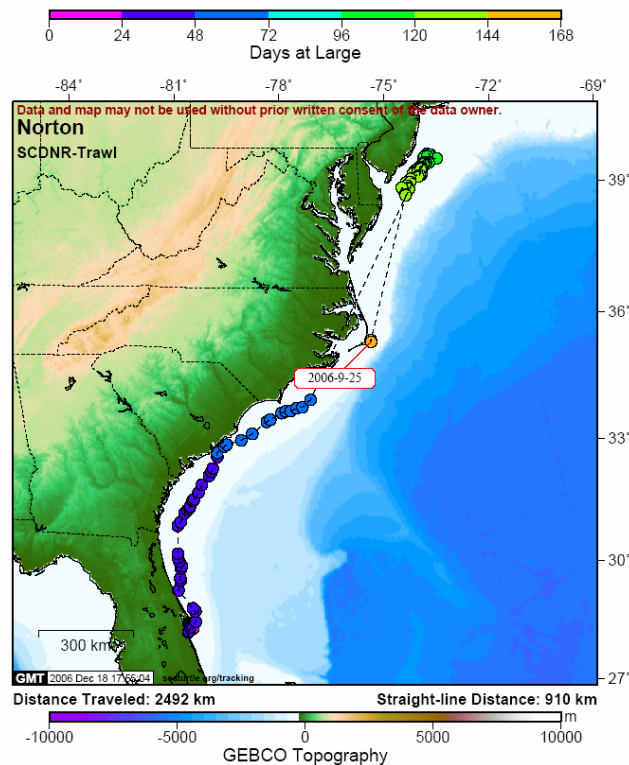 0 24 48 72 96 120 144 168
Days at Large
-84° -81° -78° -75° -72° -69°
Data and map may not be used without prior written consent of the data owner.
Norton
SCDNR-Trawl
39°
36°
2006-9-25
33°
30°
300 km
27°
GMT 2006 Dec 18 17:55:04 seaturtle.org/tracking
Distance Traveled: 2492 km Straight-line Distance: 910 km
-10000 -5000 0 5000 10000 m
GEBCO Topography